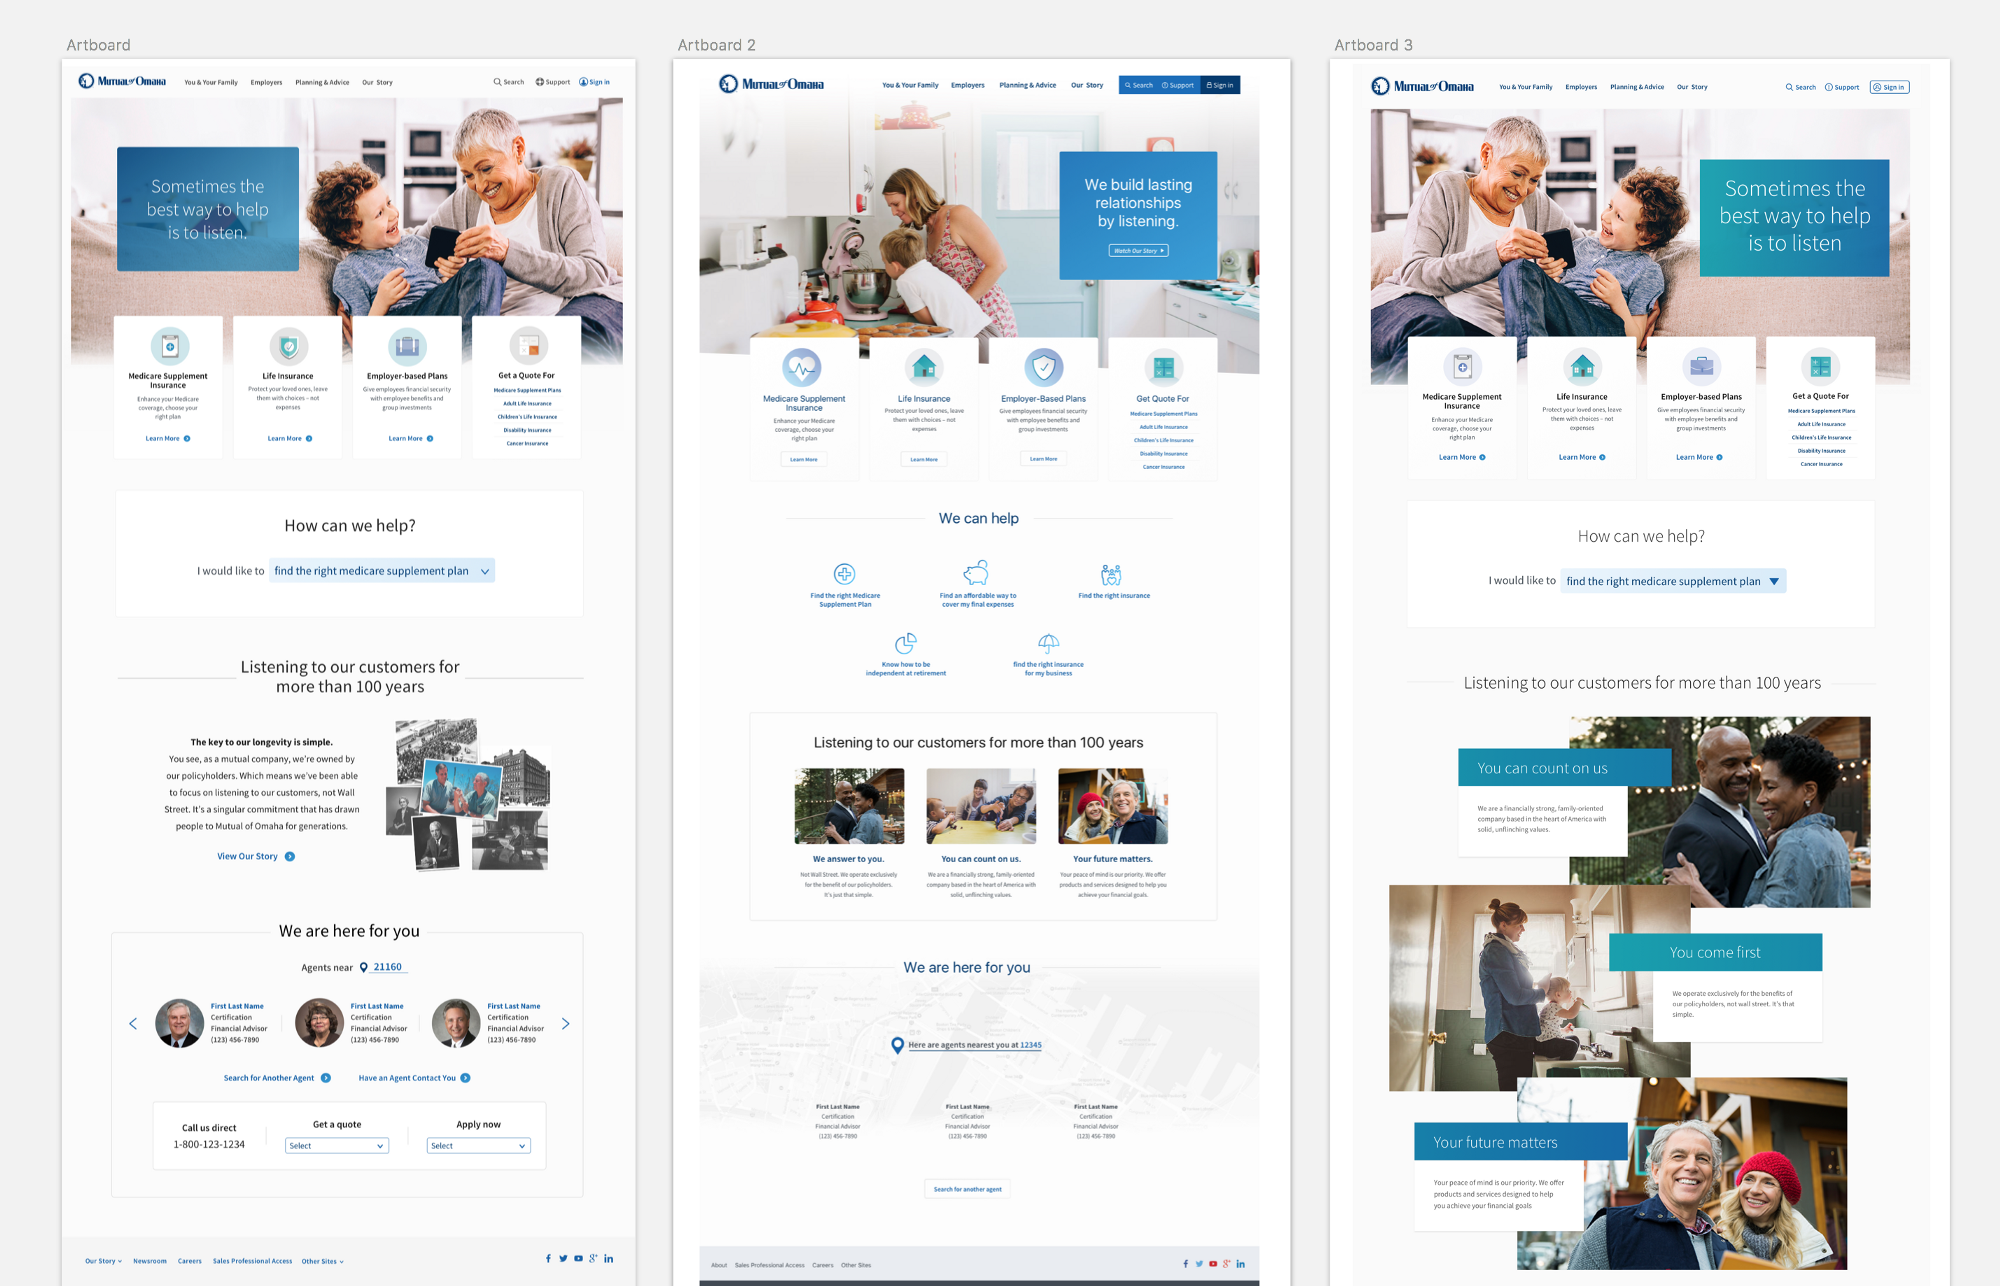 Artboard
Mutual of Omaha
You & Your Family
Employers
Planning & Advice
Our Story
Search
Support
Sign in
Sometimes the
best way to help
is to listen.
Medicare Supplement
Insurance
Enhance your Medicare
coverage, choose your
right plan
Learn More
Life Insurance
Protect your loved ones, leave
them with choices – not
expenses
Learn More
Employer-based Plans
Give employees financial security
with employee benefits and
group investments
Learn More
Get a Quote For
Medicare Supplement Plans
Adult Life Insurance
Children's Life Insurance
Disability Insurance
Cancer Insurance
How can we help?
I would like to find the right medicare supplement plan
Listening to our customers for
more than 100 years
The key to our longevity is simple.
You see, as a mutual company, we're owned by
our policyholders. Which means we've been able
to focus on listening to our customers, not Wall
Street. It's a singular commitment that has drawn
people to Mutual of Omaha for generations.
View Our Story
We are here for you
Agents near 21160
First Last Name
Certification
Financial Advisor
(123) 456-7890
First Last Name
Certification
Financial Advisor
(123) 456-7890
First Last Name
Certification
Financial Advisor
(123) 456-7890
Search for Another Agent
Have an Agent Contact You
Call us direct
1-800-123-1234
Get a quote
Select
Apply now
Select
Our Story
Newsroom
Careers
Sales Professional Access
Other Sites
Artboard 2
Mutual of Omaha
You & Your Family
Employers
Planning & Advice
Our Story
Search
Support
Sign in
We build lasting
relationships
by listening.
Watch Our Story
Medicare Supplement
Insurance
Enhance your Medicare
coverage, choose your
right plan
Learn More
Life Insurance
Protect your loved ones, leave
them with choices – not
expenses
Learn More
Employer-Based Plans
Give employees financial security
with employee benefits and
group investments
Learn More
Get Quote For
Medicare Supplement Plans
Adult Life Insurance
Children's Life Insurance
Disability Insurance
Cancer Insurance
We can help
Find the right Medicare
Supplement Plan
Find an affordable way to
cover my final expenses
Find the right insurance
Know how to be
independent at retirement
find the right insurance
for my business
Listening to our customers for more than 100 years
We answer to you.
Not Wall Street. We operate exclusively
for the benefit of our policyholders.
It's just that simple.
You can count on us.
We are a financially strong, family-oriented
company based in the heart of America with
solid, unflinching values.
Your future matters.
Your peace of mind is our priority. We offer
products and services designed to help you
achieve your financial goals.
We are here for you
Here are agents nearest you at 12345
First Last Name
Certification
Financial Advisor
(123) 456-7890
First Last Name
Certification
Financial Advisor
(123) 456-7890
First Last Name
Certification
Financial Advisor
(123) 456-7890
Search for another agent
About
Sales Professional Access
Careers
Other Sites
Artboard 3
Mutual of Omaha
You & Your Family
Employers
Planning & Advice
Our Story
Search
Support
Sign in
Sometimes the
best way to help
is to listen
Medicare Supplement
Insurance
Enhance your Medicare
coverage, choose your
right plan
Learn More
Life Insurance
Protect your loved ones, leave
them with choices – not
expenses
Learn More
Employer-based Plans
Give employees financial security
with employee benefits and
group investments
Learn More
Get a Quote For
Medicare Supplement Plans
Adult Life Insurance
Children's Life Insurance
Disability Insurance
Cancer Insurance
How can we help?
I would like to find the right medicare supplement plan
Listening to our customers for more than 100 years
You can count on us
We are a financially strong, family-oriented
company based in the heart of America with
solid, unflinching values.
You come first
We operate exclusively for the benefits of
our policyholders, not wall street. It's that
simple.
Your future matters
Your peace of mind is our priority. We offer
products and services designed to help
you achieve your financial goals